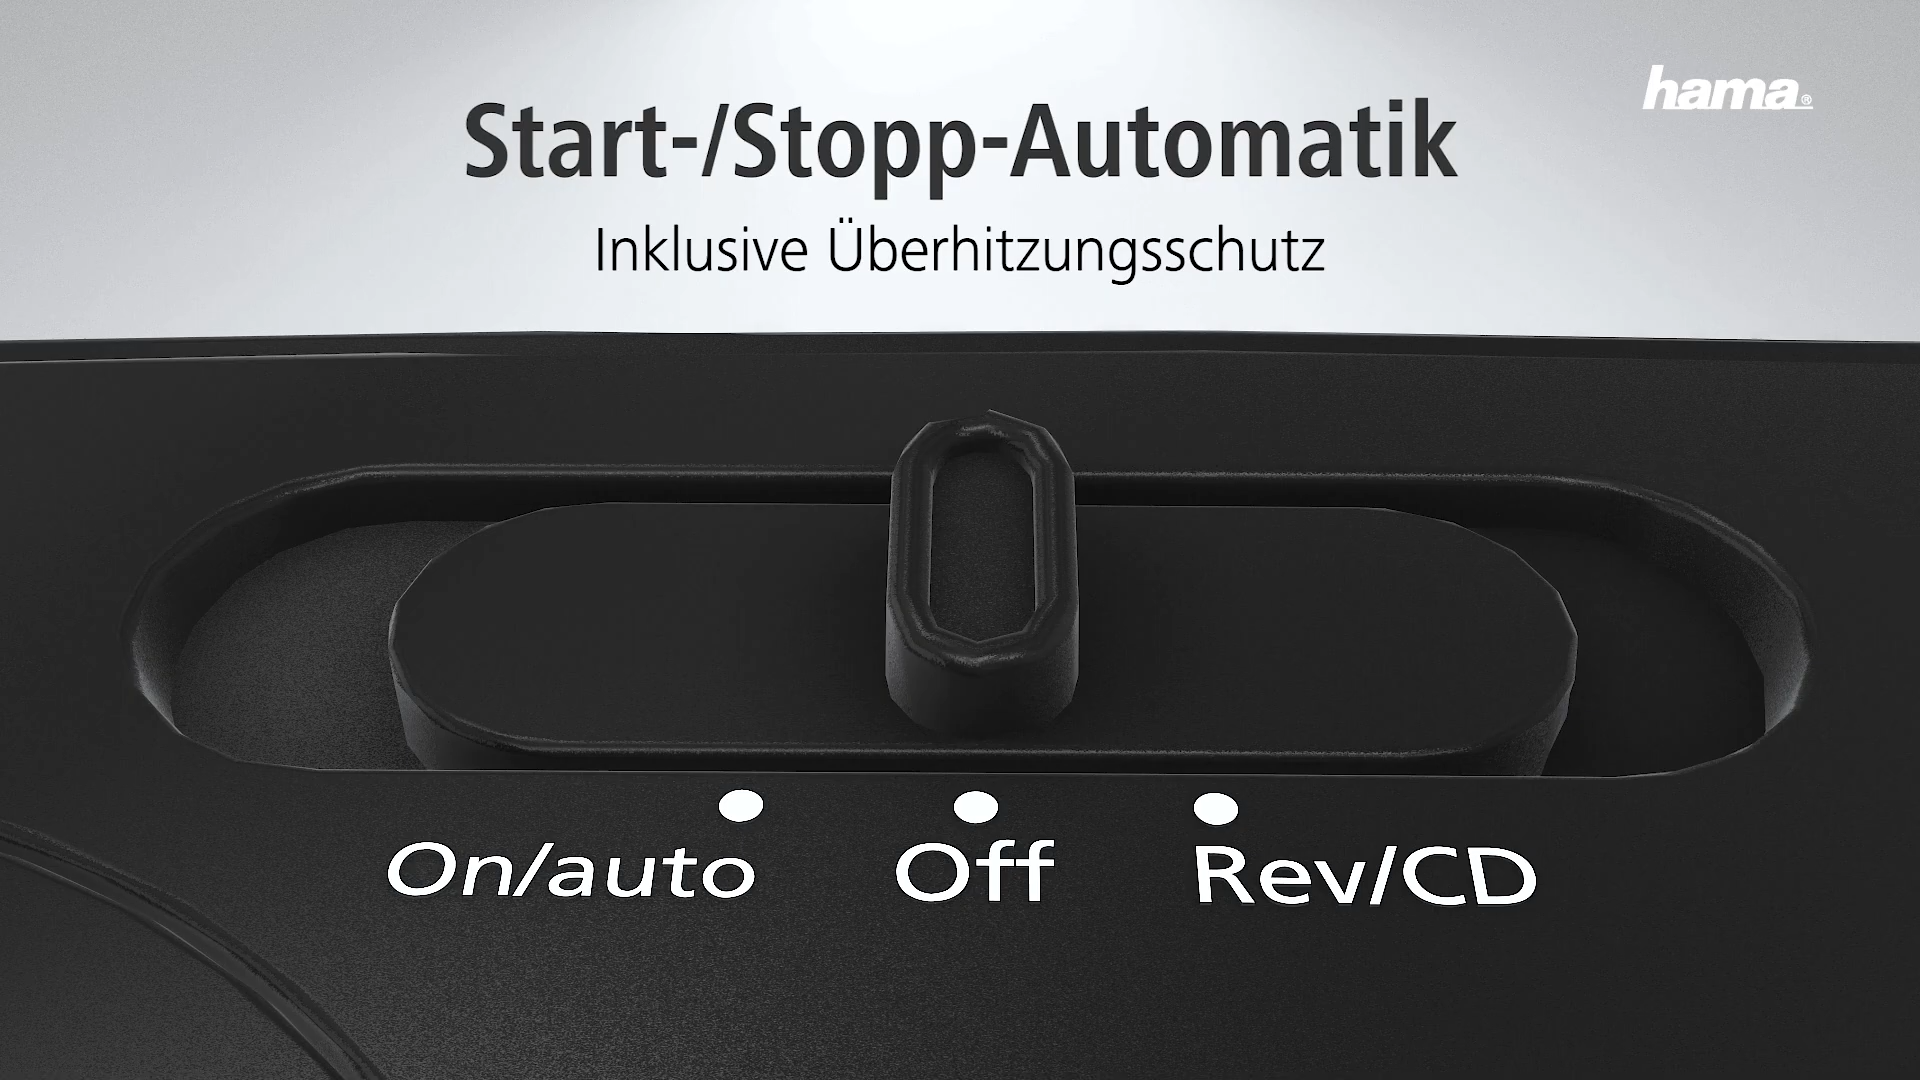 hama®
Start-/Stopp-Automatik
Inklusive Überhitzungsschutz
On/auto Off Rev/CD